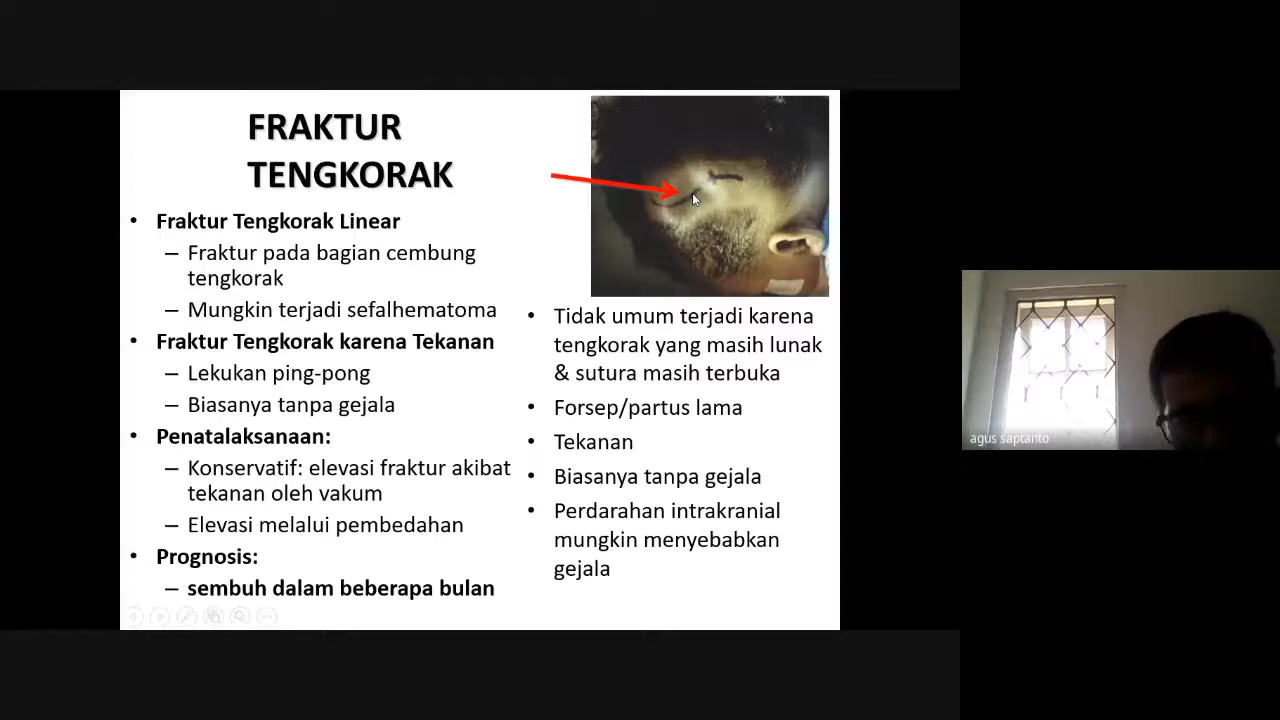 FRAKTUR
TENGKORAK
• Fraktur Tengkorak Linear
– Fraktur pada bagian cembung
tengkorak
– Mungkin terjadi sefalhematoma
• Fraktur Tengkorak karena Tekanan
– Lekukan ping-pong
– Biasanya tanpa gejala
• Penatalaksanaan:
– Konservatif: elevasi fraktur akibat
tekanan oleh vakum
– Elevasi melalui pembedahan
• Prognosis:
– sembuh dalam beberapa bulan
• Tidak umum terjadi karena
tengkorak yang masih lunak
& sutura masih terbuka
• Forsep/partus lama
• Tekanan
• Biasanya tanpa gejala
• Perdarahan intrakranial
mungkin menyebabkan
gejala
agus saptanto